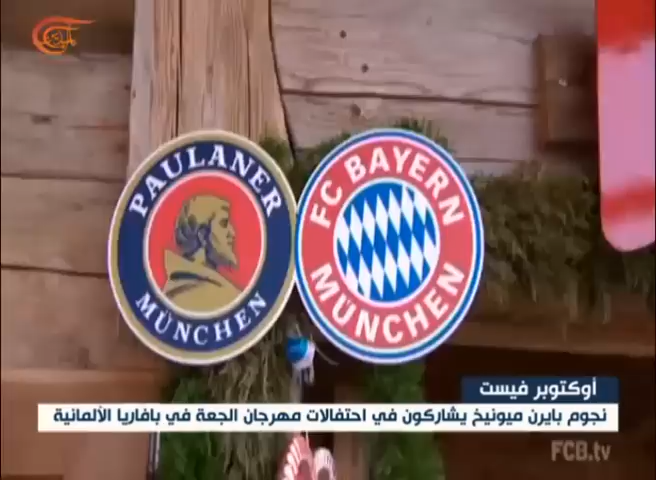 الميادين
PAULANER
MÜNCHEN
FC BAYERN
MÜNCHEN
أوكتوبر فيست
نجوم بايرن ميونيخ يشاركون في احتفالات مهرجان الجعة في بافاريا الألمانية
FCB.tv